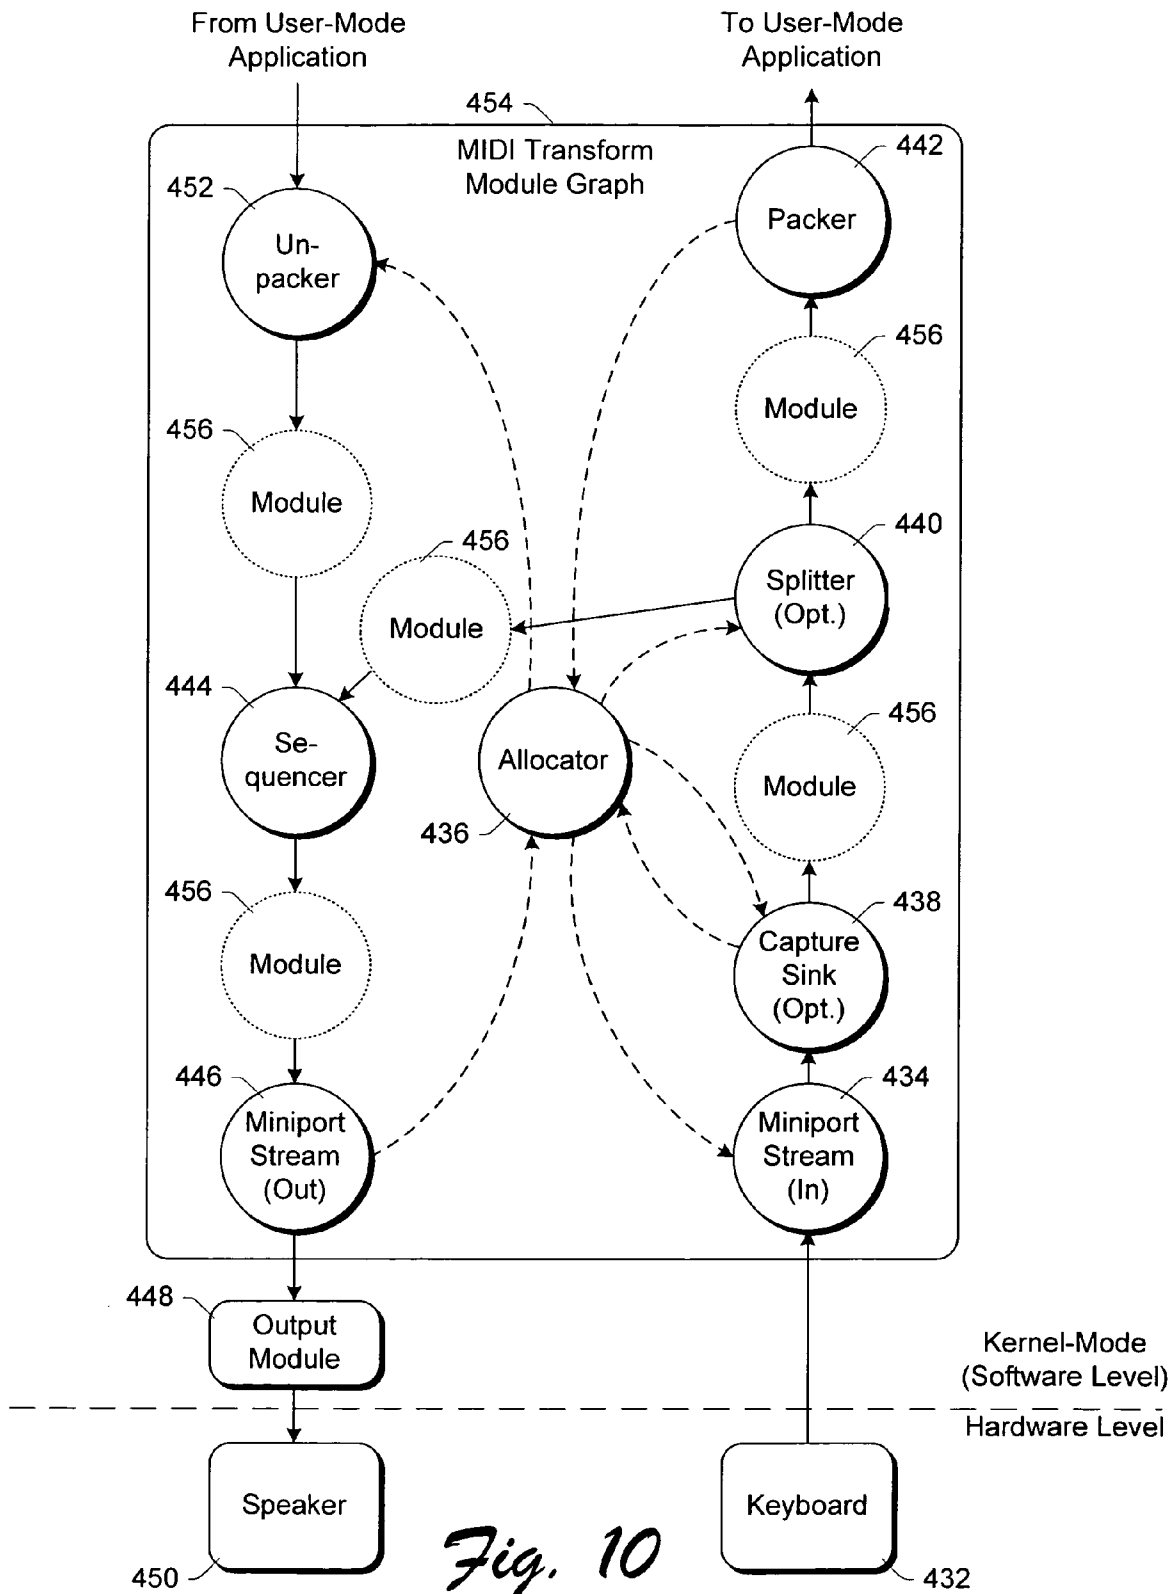 From User-Mode
Application
To User-Mode
Application
454
MIDI Transform
Module Graph
442
452
Packer
Un-
packer
456
456
Module
Module
440
456
Splitter
(Opt.)
Module
444
456
Se-
quencer
Allocator
Module
436
456
438
Module
Capture
Sink
(Opt.)
446
434
Miniport
Stream
(Out)
Miniport
Stream
(In)
448
Output
Module
Kernel-Mode
(Software Level)
Hardware Level
Speaker
Keyboard
450
432
Fig. 10